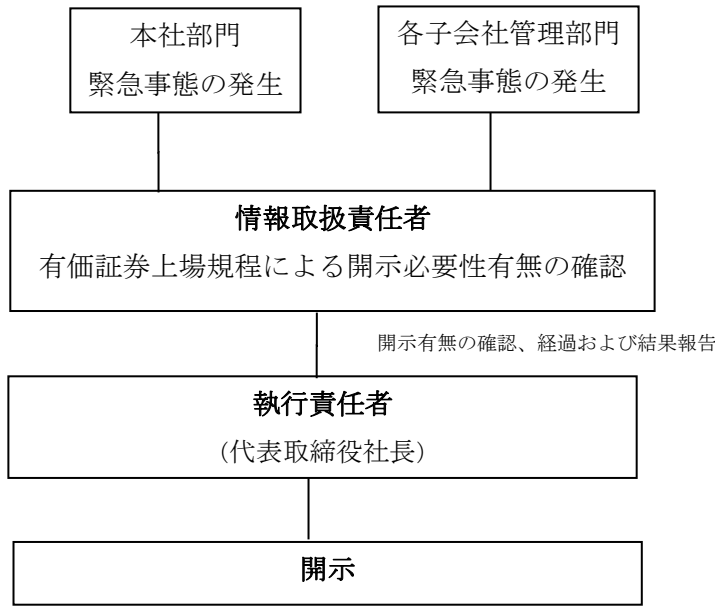 本社部門
緊急事態の発生
各子会社管理部門
緊急事態の発生
情報取扱責任者
有価証券上場規程による開示必要性有無の確認
開示有無の確認、経過および結果報告
執行責任者
（代表取締役社長）
開示